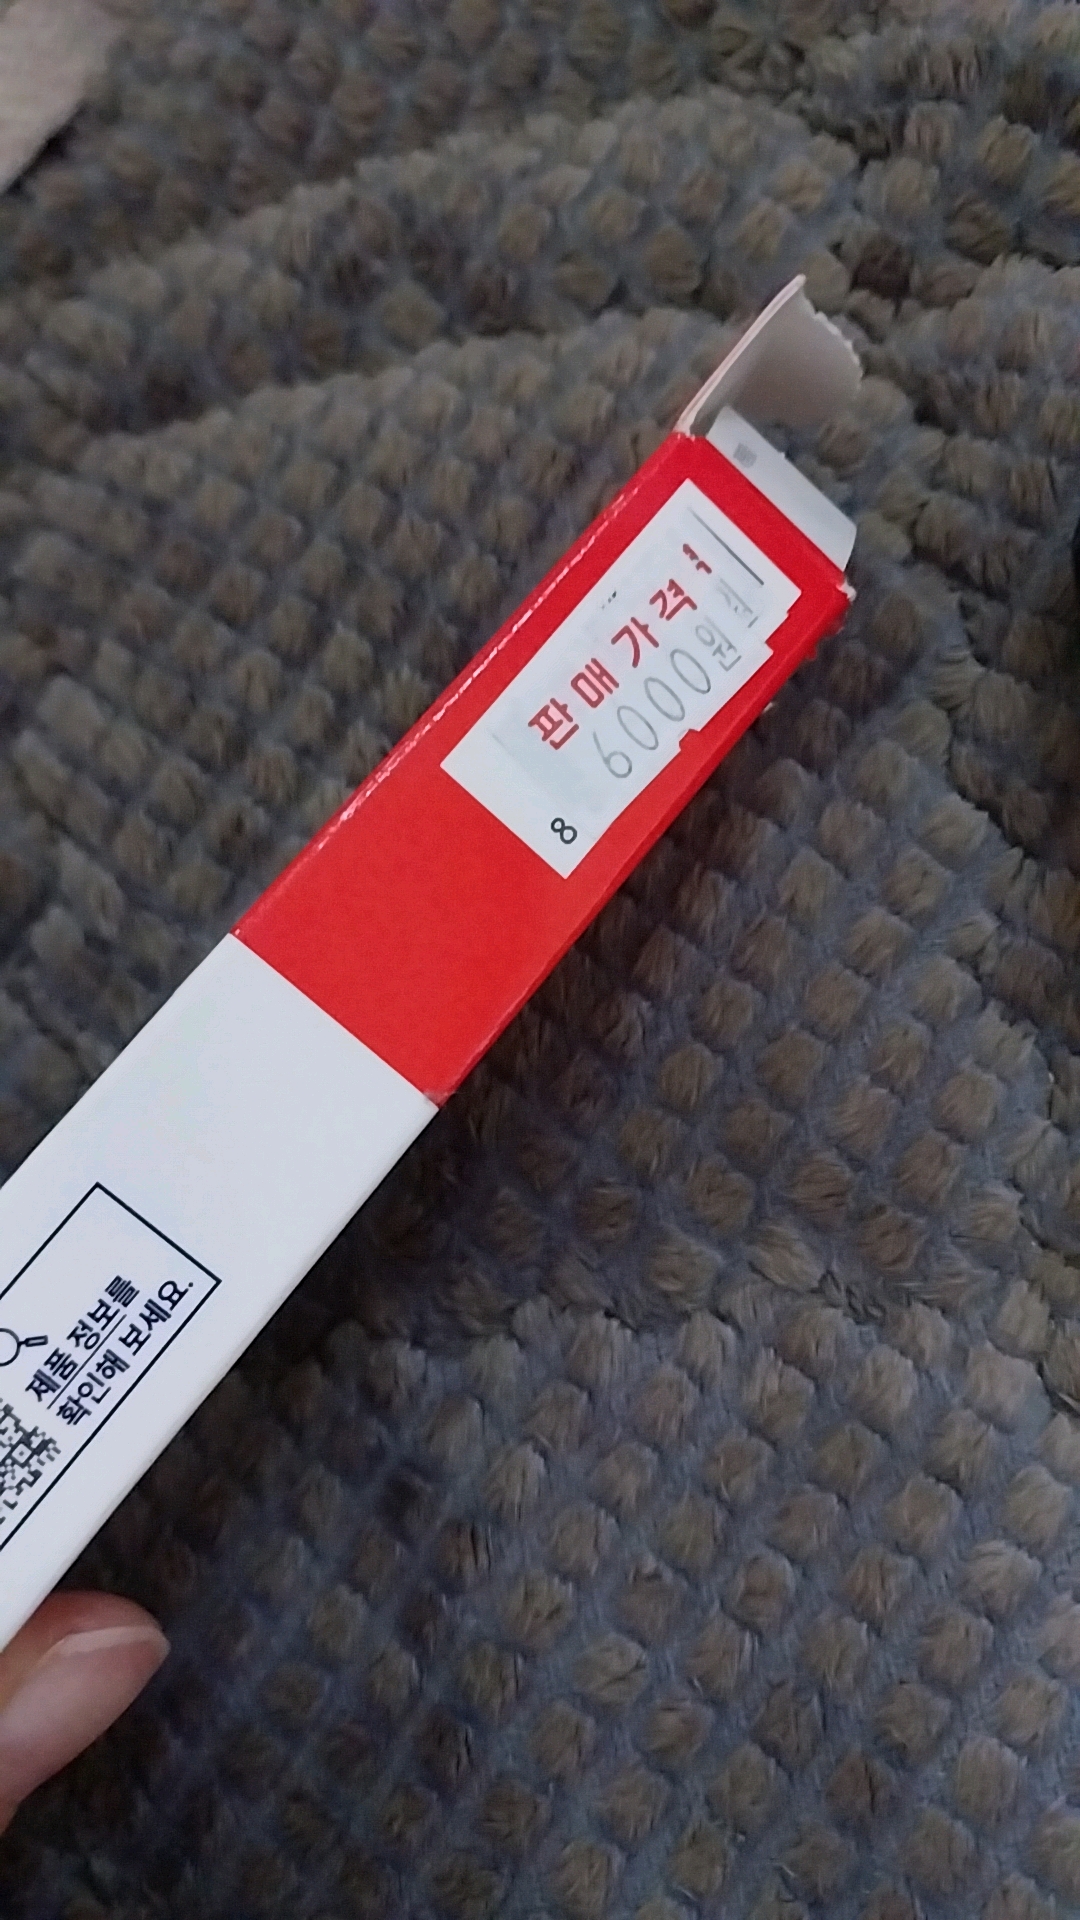 판매가격
6000원
8
제품 정보를
확인해 보세요.